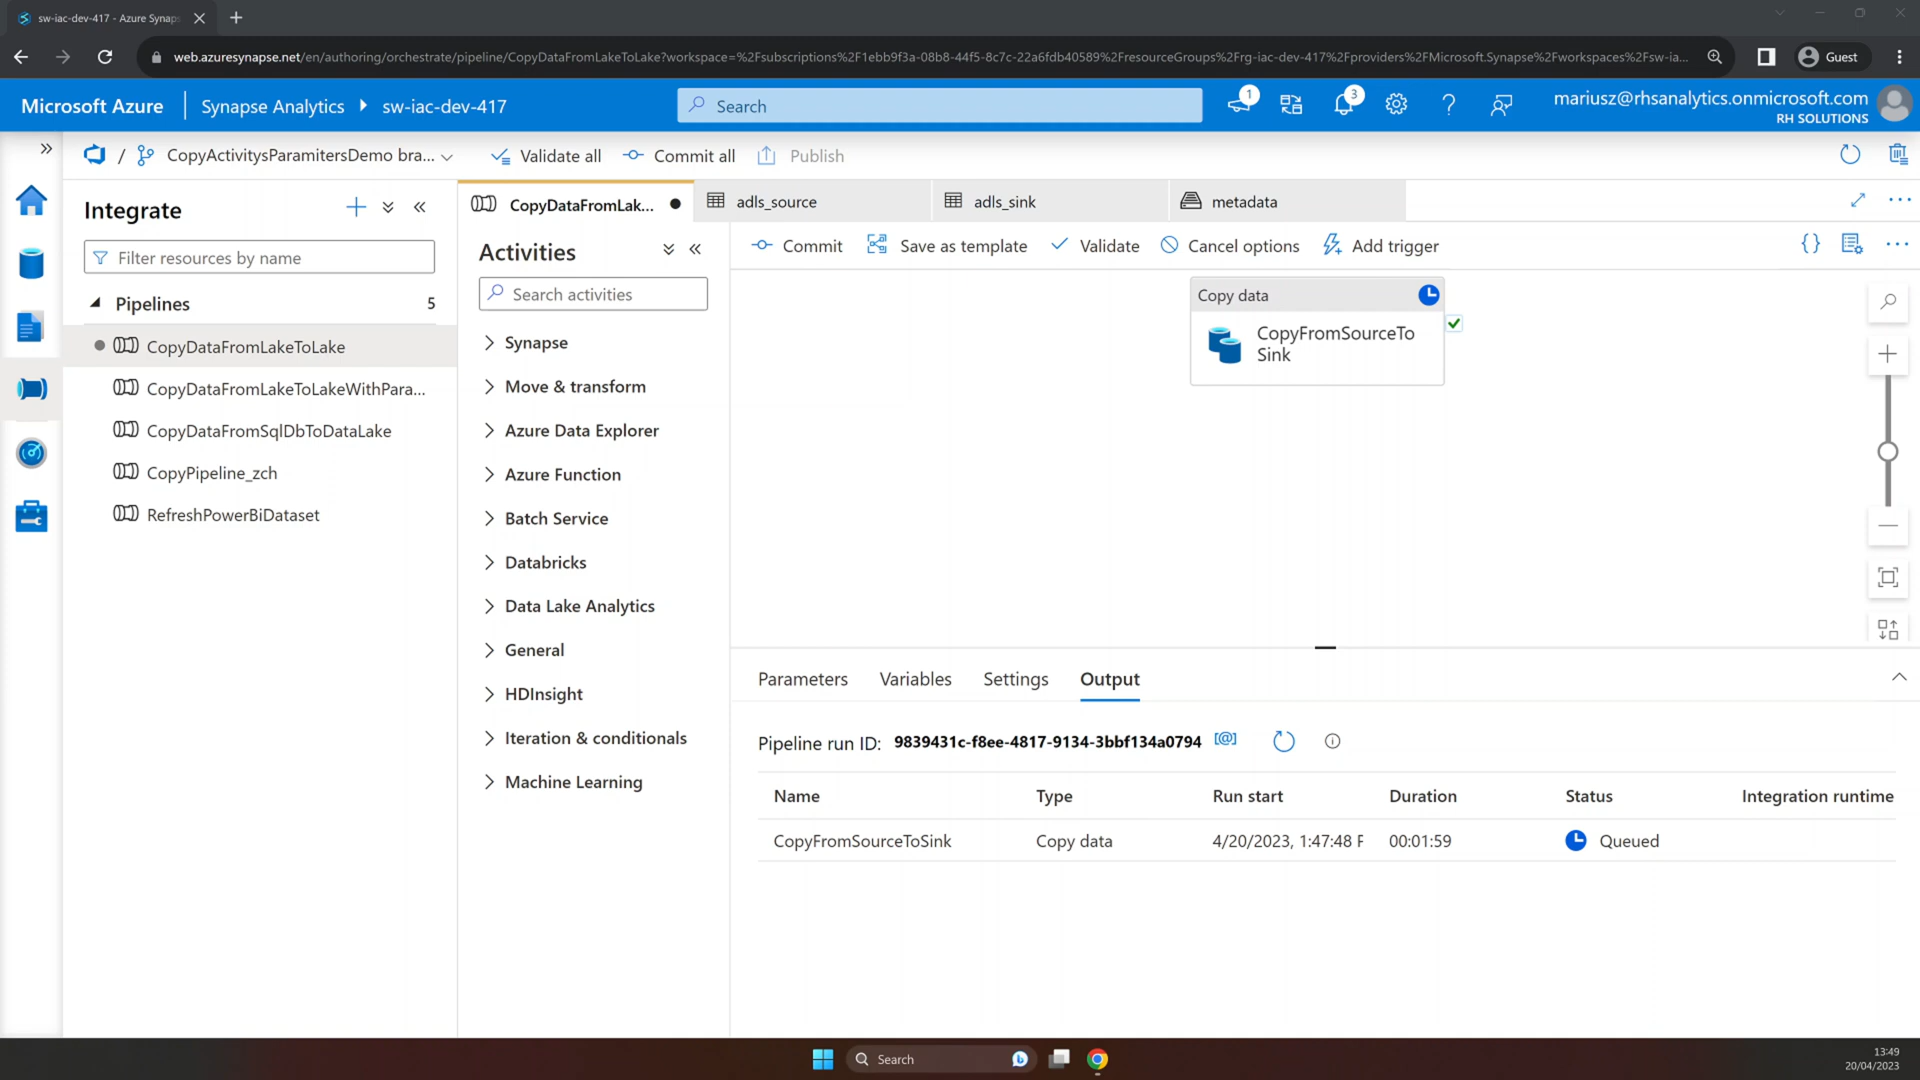 sw-iac-dev-417 - Azure Synaps
web.azuresynapse.net/en/authoring/orchestrate/pipeline/CopyDataFromLakeToLake?workspace=%2Fsubscriptions%2F1ebb9f3a-08b8-44f5-8c7c-22a6fdb40589%2FresourceGroups%2Frg-iac-dev-417%2Fproviders%2FMicrosoft.Synapse%2Fworkspaces%2Fsw-ia...
Guest
Microsoft Azure
Synapse Analytics
sw-iac-dev-417
Search
1
3
mariusz@rhsanalytics.onmicrosoft.com
RH SOLUTIONS
/
CopyActivitysParamitersDemo bra...
Validate all
Commit all
Publish
Integrate
Filter resources by name
Pipelines
5
CopyDataFromLakeToLake
CopyDataFromLakeToLakeWithPara...
CopyDataFromSqlDbToDataLake
CopyPipeline_zch
RefreshPowerBiDataset
CopyDataFromLak...
adls_source
adls_sink
metadata
Activities
Search activities
Synapse
Move & transform
Azure Data Explorer
Azure Function
Batch Service
Databricks
Data Lake Analytics
General
HDInsight
Iteration & conditionals
Machine Learning
Commit
Save as template
Validate
Cancel options
Add trigger
Copy data
CopyFromSourceTo
Sink
Parameters
Variables
Settings
Output
Pipeline run ID: 9839431c-f8ee-4817-9134-3bbf134a0794
Name Type Run start Duration Status Integration runtime
CopyFromSourceToSink Copy data 4/20/2023, 1:47:48 P 00:01:59 Queued
Search
13:49
20/04/2023